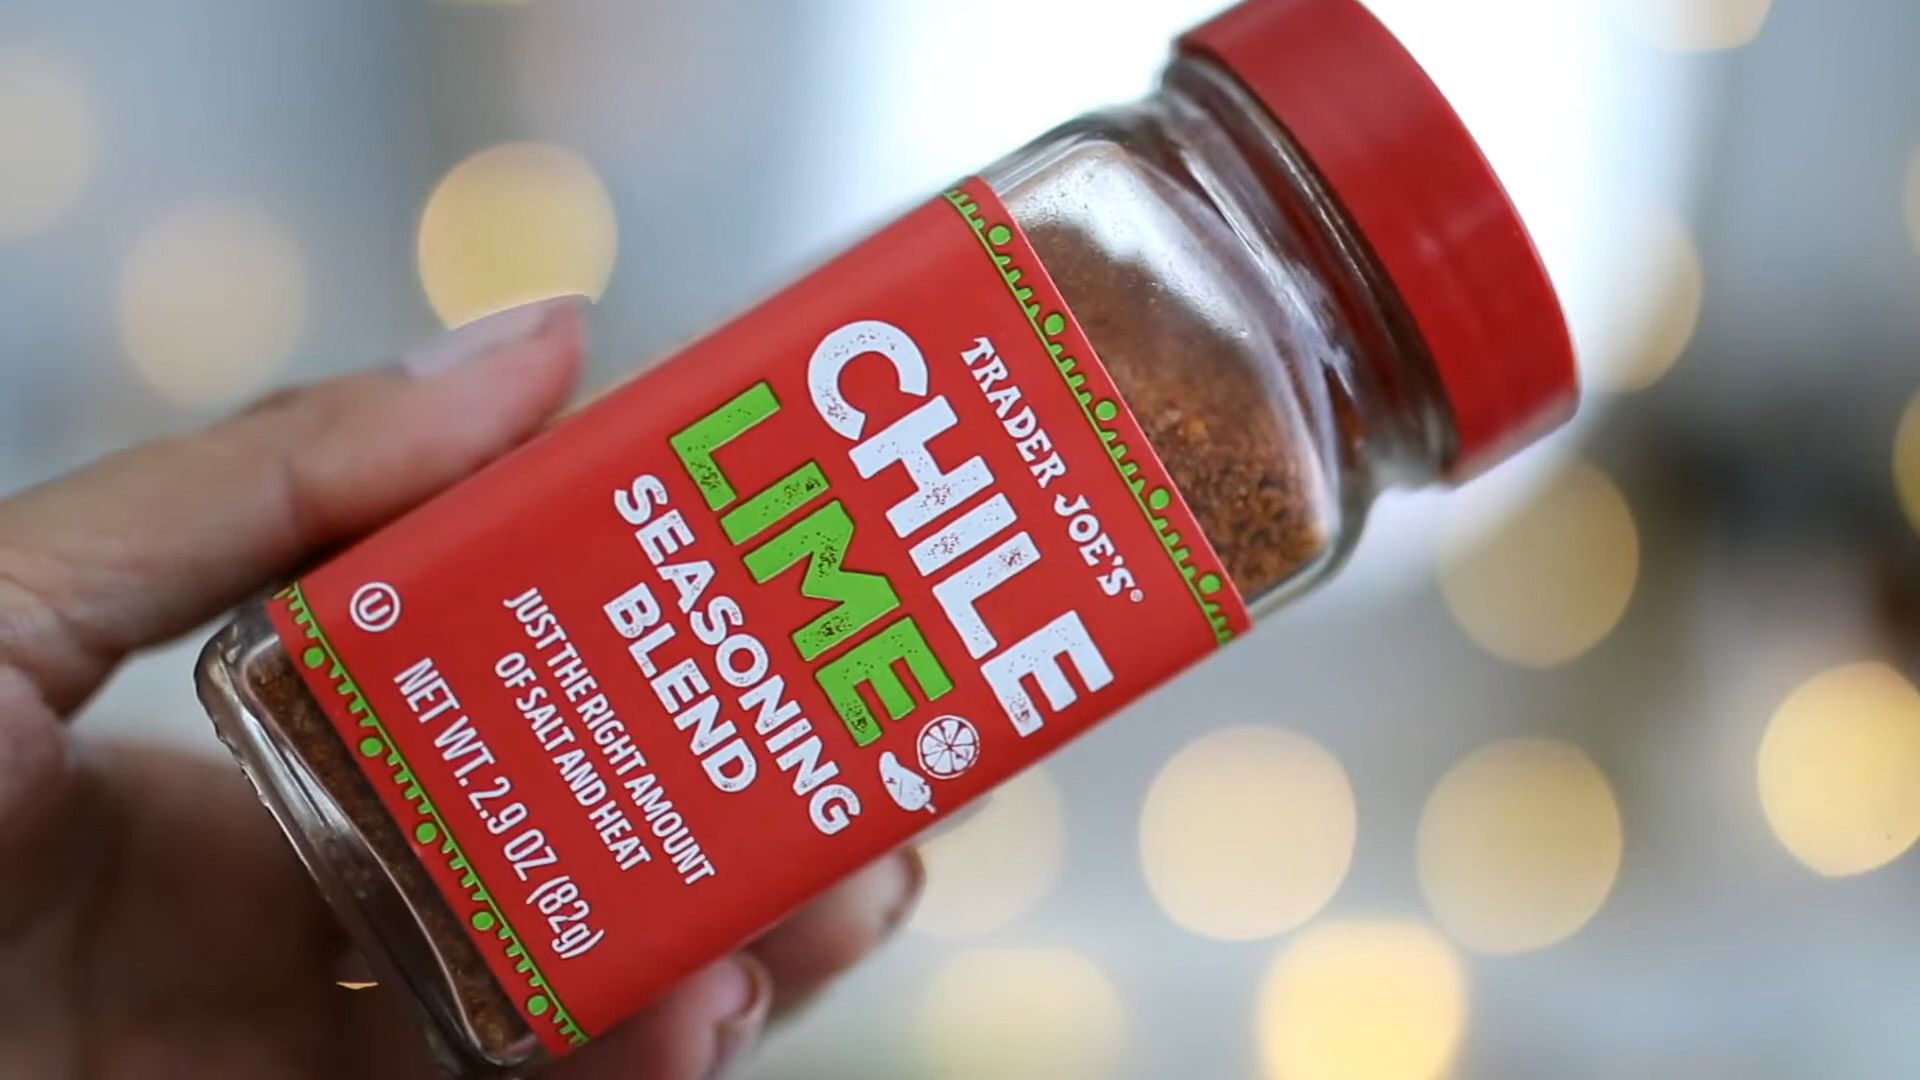 TRADER JOE'S®
CHILE
LIME
SEASONING
BLEND
JUST THE RIGHT AMOUNT
OF SALT AND HEAT
U
NET WT. 2.9 OZ (82g)